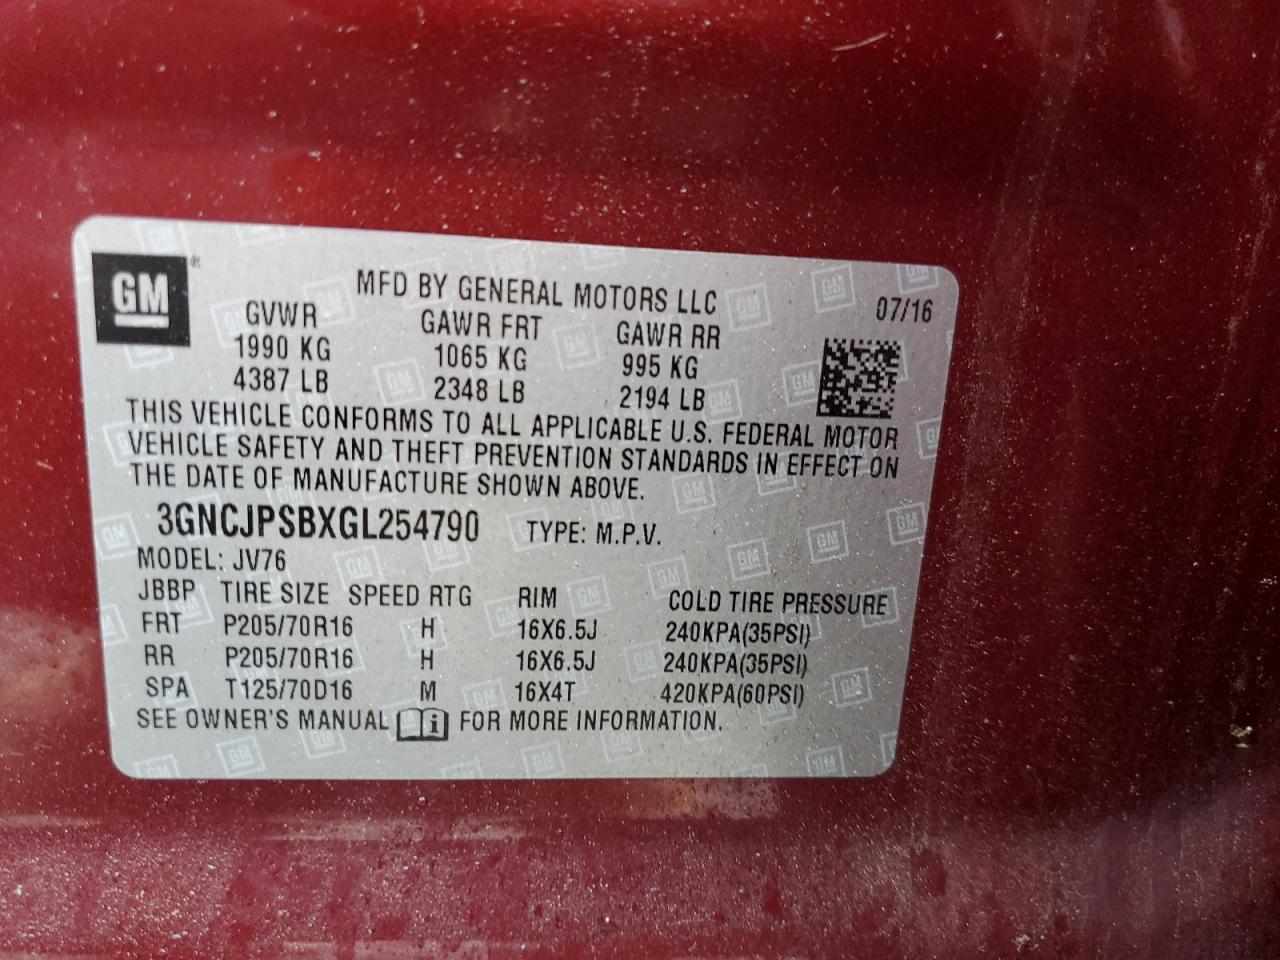 GM ®
MFD BY GENERAL MOTORS LLC
07/16
GVWR GAWR FRT GAWR RR
1990 KG 1065 KG 995 KG
4387 LB 2348 LB 2194 LB
THIS VEHICLE CONFORMS TO ALL APPLICABLE U.S. FEDERAL MOTOR
VEHICLE SAFETY AND THEFT PREVENTION STANDARDS IN EFFECT ON
THE DATE OF MANUFACTURE SHOWN ABOVE.
3GNCJPSBXGL254790 TYPE: M.P.V.
MODEL: JV76
JBBP TIRE SIZE SPEED RTG RIM COLD TIRE PRESSURE
FRT P205/70R16 H 16X6.5J 240KPA(35PSI)
RR P205/70R16 H 16X6.5J 240KPA(35PSI)
SPA T125/70D16 M 16X4T 420KPA(60PSI)
SEE OWNER'S MANUAL i FOR MORE INFORMATION.